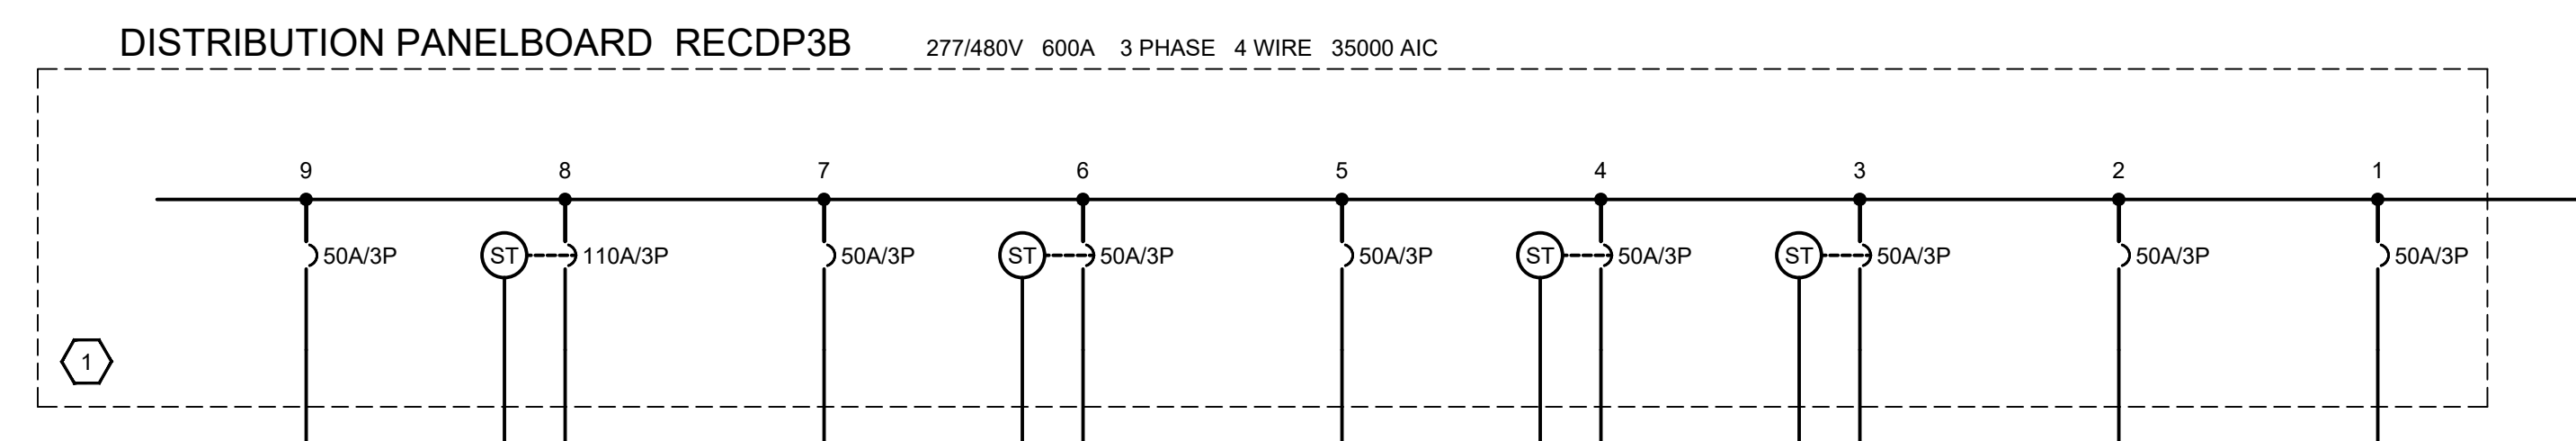 DISTRIBUTION PANELBOARD RECDP3B 277/480V 600A 3 PHASE 4 WIRE 35000 AIC
9 8 7 6 5 4 3 2 1
50A/3P ST 110A/3P 50A/3P ST 50A/3P 50A/3P ST 50A/3P ST 50A/3P 50A/3P 50A/3P
1